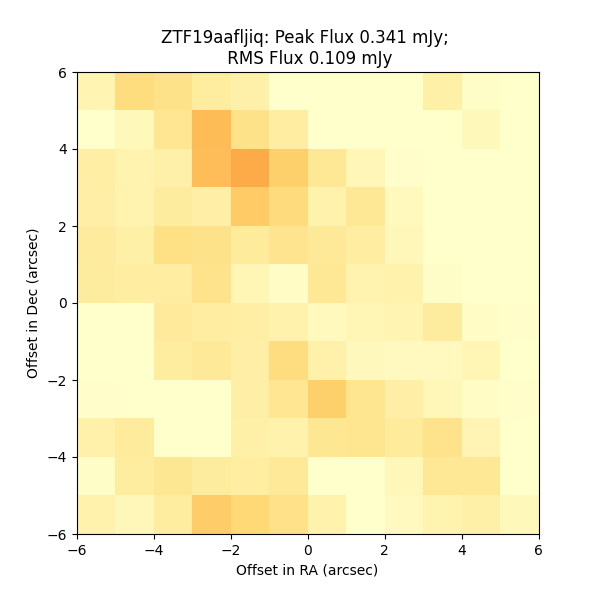 ZTF19aafljiq: Peak Flux 0.341 mJy;
RMS Flux 0.109 mJy
6
4
2
0
−2
−4
−6
Offset in Dec (arcsec)
−6 −4 −2 0 2 4 6
Offset in RA (arcsec)